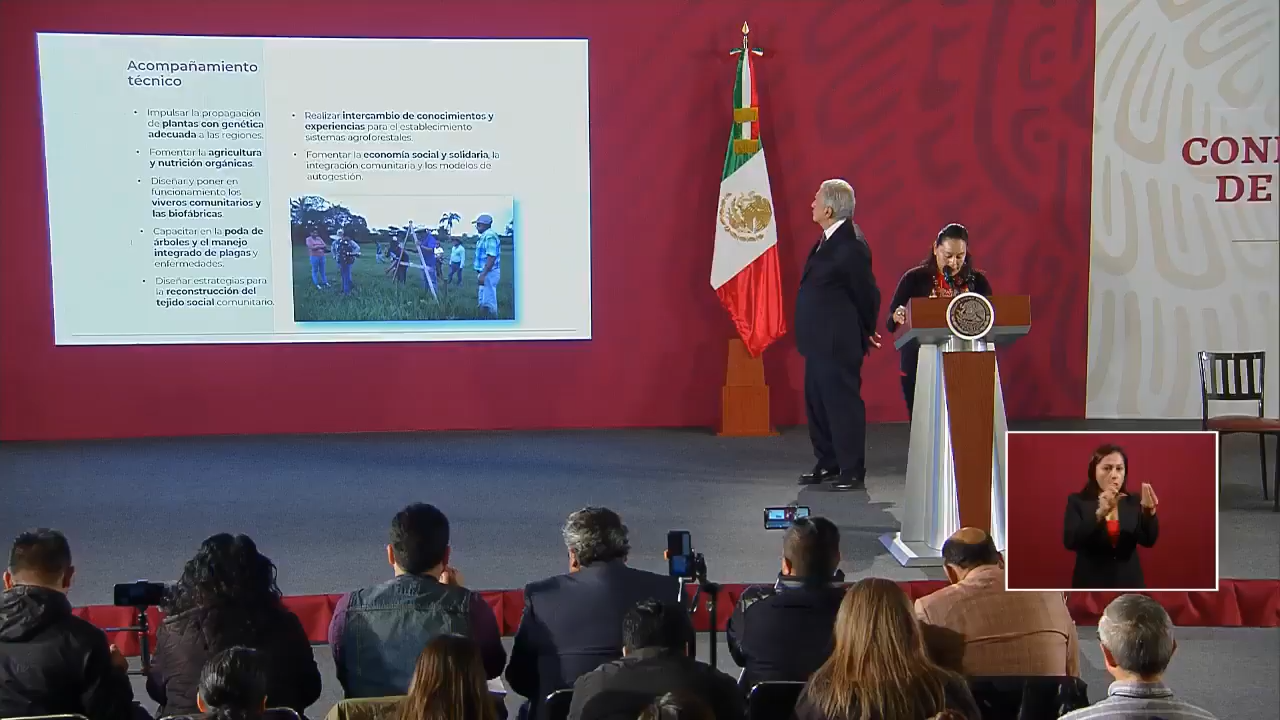 Acompañamiento
técnico
• Impulsar la propagación
de plantas con genética
adecuada a las regiones.
• Fomentar la agricultura
y nutrición orgánicas.
• Diseñar y poner en
funcionamiento los
viveros comunitarios y
las biofábricas.
• Capacitar en la poda de
árboles y el manejo
integrado de plagas y
enfermedades.
• Diseñar estrategias para
la reconstrucción del
tejido social comunitario.
• Realizar intercambio de conocimientos y
experiencias para el establecimiento
sistemas agroforestales.
• Fomentar la economía social y solidaria, la
integración comunitaria y los modelos de
autogestión.
CON
DE